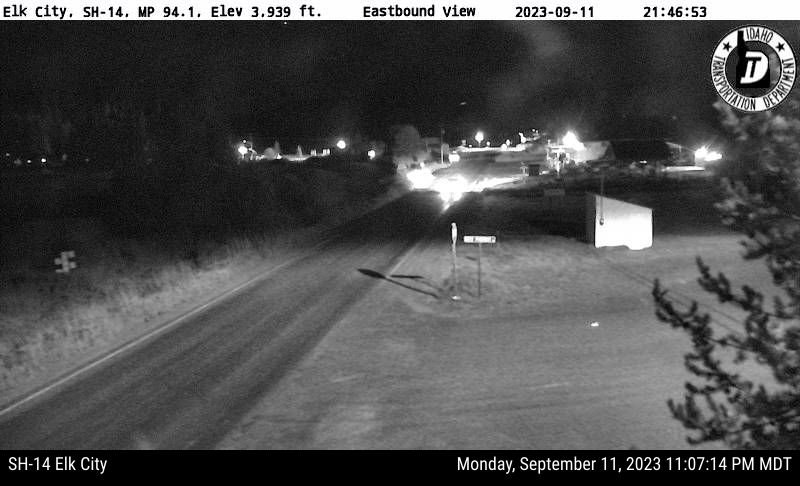 Elk City, SH-14, MP 94.1, Elev 3,939 ft. Eastbound View 2023-09-11 21:46:53
IDAHO
TRANSPORTATION DEPARTMENT
SH-14 Elk City Monday, September 11, 2023 11:07:14 PM MDT